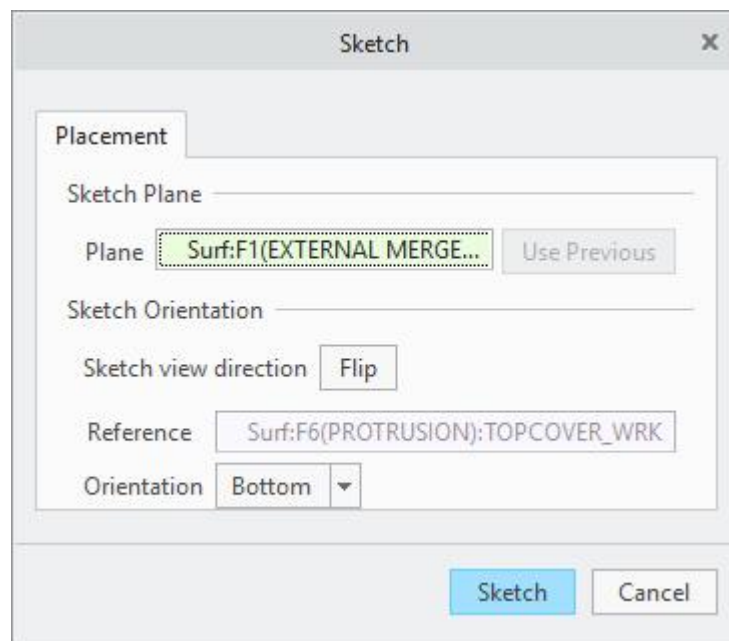 Sketch
Placement
Sketch Plane
Plane Surf:F1(EXTERNAL MERGE... Use Previous
Sketch Orientation
Sketch view direction Flip
Reference Surf:F6(PROTRUSION):TOPCOVER_WRK
Orientation Bottom
Sketch Cancel